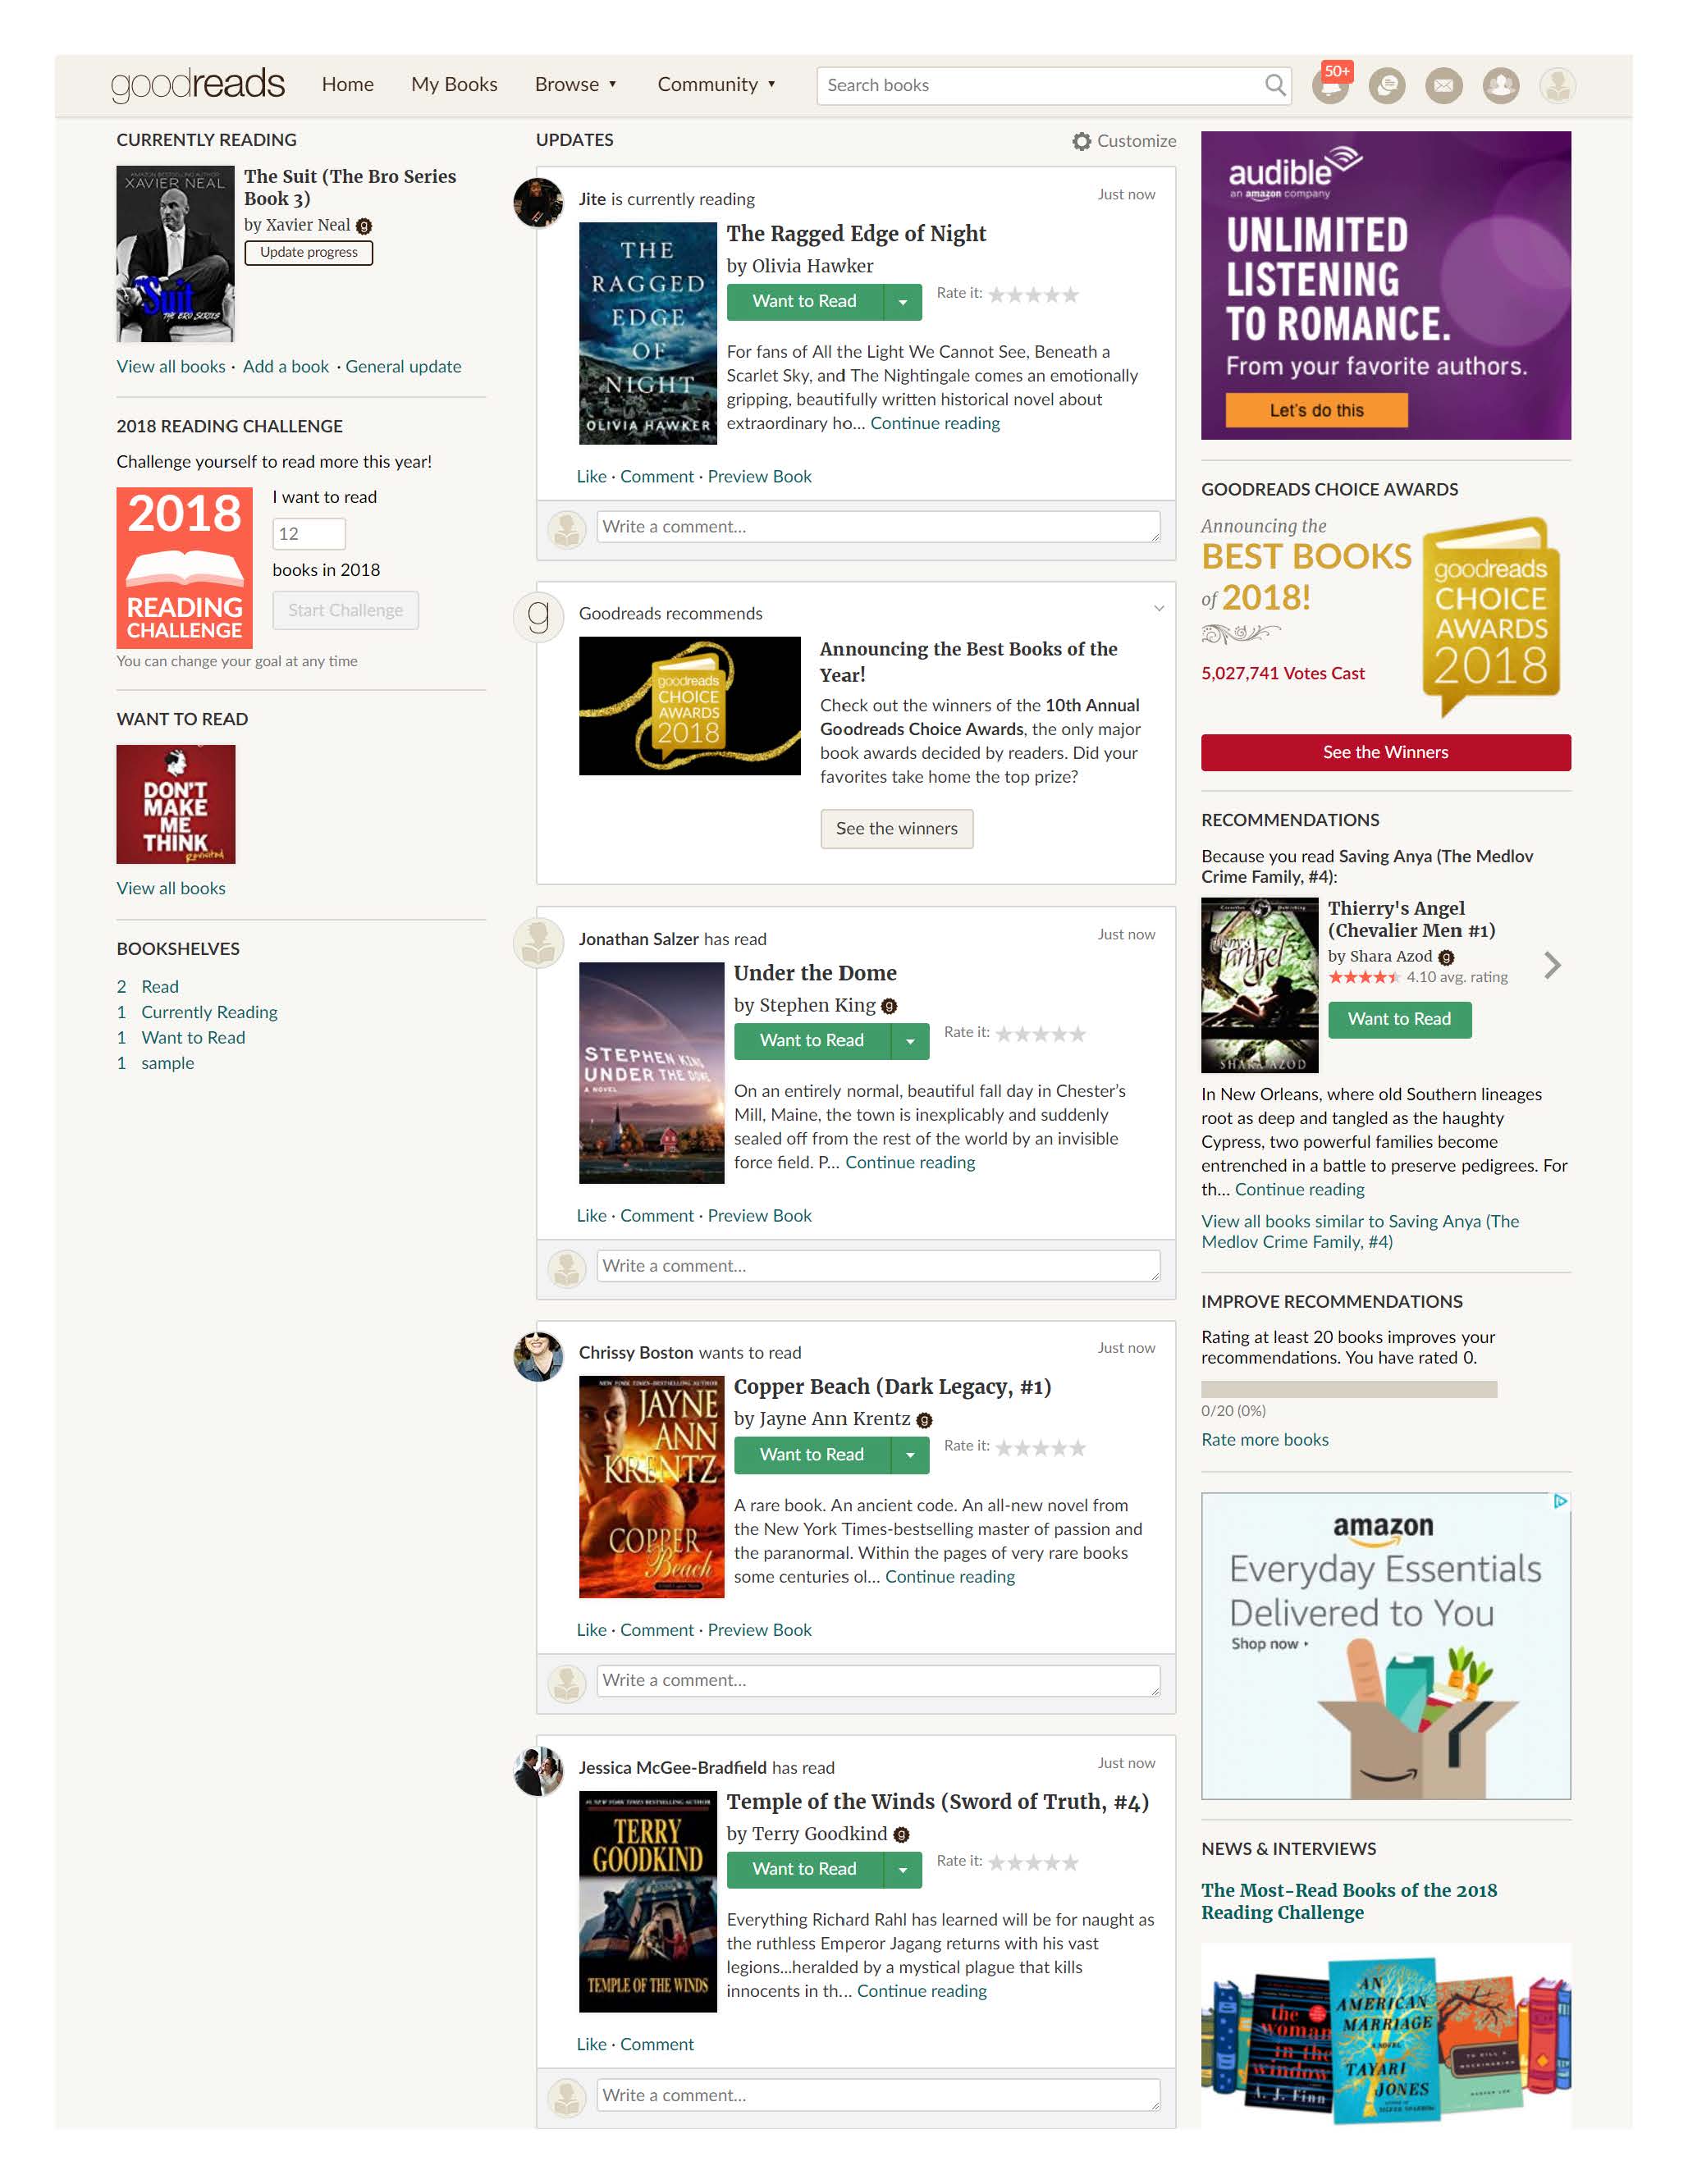 goodreads
Home
My Books
Browse ▾
Community ▾
Search books
50+
CURRENTLY READING
XAVIER NEAL
Suit
THE BRO SERIES
The Suit (The Bro Series
Book 3)
by Xavier Neal
Update progress
View all books · Add a book · General update
2018 READING CHALLENGE
Challenge yourself to read more this year!
2018
READING
CHALLENGE
I want to read
12
books in 2018
Start Challenge
You can change your goal at any time
WANT TO READ
DON'T
MAKE
ME
THINK
Revisited
View all books
BOOKSHELVES
2 Read
1 Currently Reading
1 Want to Read
1 sample
UPDATES
Customize
Jite is currently reading
Just now
THE
RAGGED
EDGE
OF
NIGHT
OLIVIA HAWKER
The Ragged Edge of Night
by Olivia Hawker
Want to Read
Rate it:
For fans of All the Light We Cannot See, Beneath a
Scarlet Sky, and The Nightingale comes an emotionally
gripping, beautifully written historical novel about
extraordinary ho... Continue reading
Like · Comment · Preview Book
Write a comment...
g
Goodreads recommends
goodreads
CHOICE
AWARDS
2018
Announcing the Best Books of the
Year!
Check out the winners of the 10th Annual
Goodreads Choice Awards, the only major
book awards decided by readers. Did your
favorites take home the top prize?
See the winners
Jonathan Salzer has read
Just now
STEPHEN KING
UNDER THE DOME
A NOVEL
Under the Dome
by Stephen King
Want to Read
Rate it:
On an entirely normal, beautiful fall day in Chester's
Mill, Maine, the town is inexplicably and suddenly
sealed off from the rest of the world by an invisible
force field. P... Continue reading
Like · Comment · Preview Book
Write a comment...
Chrissy Boston wants to read
Just now
NEW YORK TIMES-BESTSELLING AUTHOR
JAYNE
ANN
KRENTZ
COPPER
Beach
Copper Beach (Dark Legacy, #1)
by Jayne Ann Krentz
Want to Read
Rate it:
A rare book. An ancient code. An all-new novel from
the New York Times-bestselling master of passion and
the paranormal. Within the pages of very rare books
some centuries ol... Continue reading
Like · Comment · Preview Book
Write a comment...
Jessica McGee-Bradfield has read
Just now
#1 NEW YORK TIMES BESTSELLING AUTHOR
TERRY
GOODKIND
TEMPLE OF THE WINDS
Temple of the Winds (Sword of Truth, #4)
by Terry Goodkind
Want to Read
Rate it:
Everything Richard Rahl has learned will be for naught as
the ruthless Emperor Jagang returns with his vast
legions...heralded by a mystical plague that kills
innocents in th... Continue reading
Like · Comment
Write a comment...
audible
an amazon company
UNLIMITED
LISTENING
TO ROMANCE.
From your favorite authors.
Let's do this
GOODREADS CHOICE AWARDS
Announcing the
BEST BOOKS
of 2018!
5,027,741 Votes Cast
goodreads
CHOICE
AWARDS
2018
See the Winners
RECOMMENDATIONS
Because you read Saving Anya (The Medlov
Crime Family, #4):
angel
SHARA AZOD
Thierry's Angel
(Chevalier Men #1)
by Shara Azod
4.10 avg. rating
Want to Read
In New Orleans, where old Southern lineages
root as deep and tangled as the haughty
Cypress, two powerful families become
entrenched in a battle to preserve pedigrees. For
th... Continue reading
View all books similar to Saving Anya (The
Medlov Crime Family, #4)
IMPROVE RECOMMENDATIONS
Rating at least 20 books improves your
recommendations. You have rated 0.
0/20 (0%)
Rate more books
amazon
Everyday Essentials
Delivered to You
Shop now
NEWS & INTERVIEWS
The Most-Read Books of the 2018
Reading Challenge
the
woman
in the
window
A. J. Finn
AN
AMERICAN
MARRIAGE
A NOVEL
TAYARI
JONES
TO KILL A
MOCKINGBIRD
HARPER LEE